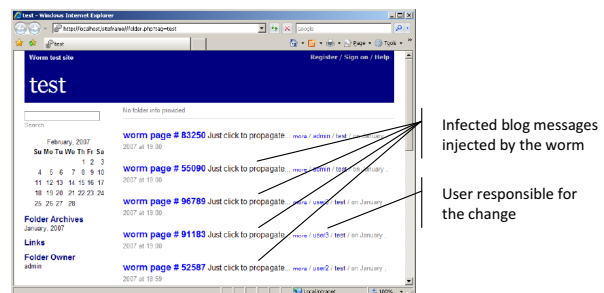 test - Windows Internet Explorer
http://localhost/siteframe/folder.php?tag=test
Google
test
Page
Tools
Worm test site
Register / Sign on / Help
test
Search
No folder info provided
February, 2007
Su Mo Tu We Th Fr Sa
1 2 3
4 5 6 7 8 9 10
11 12 13 14 15 16 17
18 19 20 21 22 23 24
25 26 27 28
Folder Archives
January, 2007
Links
Folder Owner
admin
worm page # 83250 Just click to propagate... more / admin / test / on January
2007 at 19:00
worm page # 55090 Just click to propagate... more / admin / test / on January
2007 at 19:00
worm page # 96789 Just click to propagate... more / user3 / test / on January
2007 at 19:00
worm page # 91183 Just click to propagate... more / user3 / test / on January
2007 at 19:00
worm page # 52587 Just click to propagate... more / user2 / test / on January
2007 at 18:59
Local intranet
100%
Infected blog messages
injected by the worm
User responsible for
the change